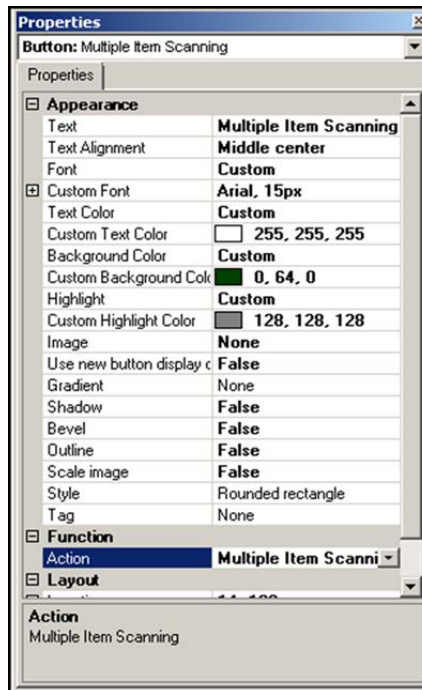 Properties
Button: Multiple Item Scanning
Properties
Appearance
Text Multiple Item Scanning
Text Alignment Middle center
Font Custom
Custom Font Arial, 15px
Text Color Custom
Custom Text Color 255, 255, 255
Background Color Custom
Custom Background Colo 0, 64, 0
Highlight Custom
Custom Highlight Color 128, 128, 128
Image None
Use new button display c False
Gradient None
Shadow False
Bevel False
Outline False
Scale image False
Style Rounded rectangle
Tag None
Function
Action Multiple Item Scanni
Layout
Action
Multiple Item Scanning